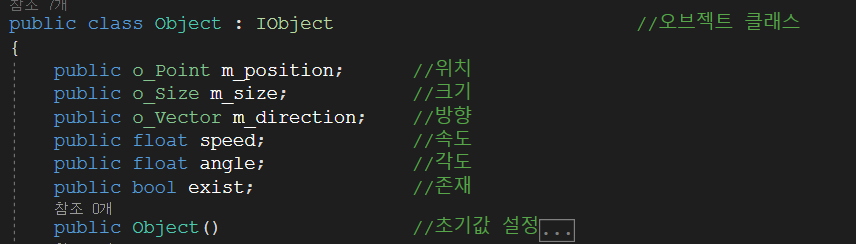 참조 7개
public class Object : IObject //오브젝트 클래스
{
public o_Point m_position; //위치
public o_Size m_size; //크기
public o_Vector m_direction; //방향
public float speed; //속도
public float angle; //각도
public bool exist; //존재
참조 0개
public Object() //초기값 설정...